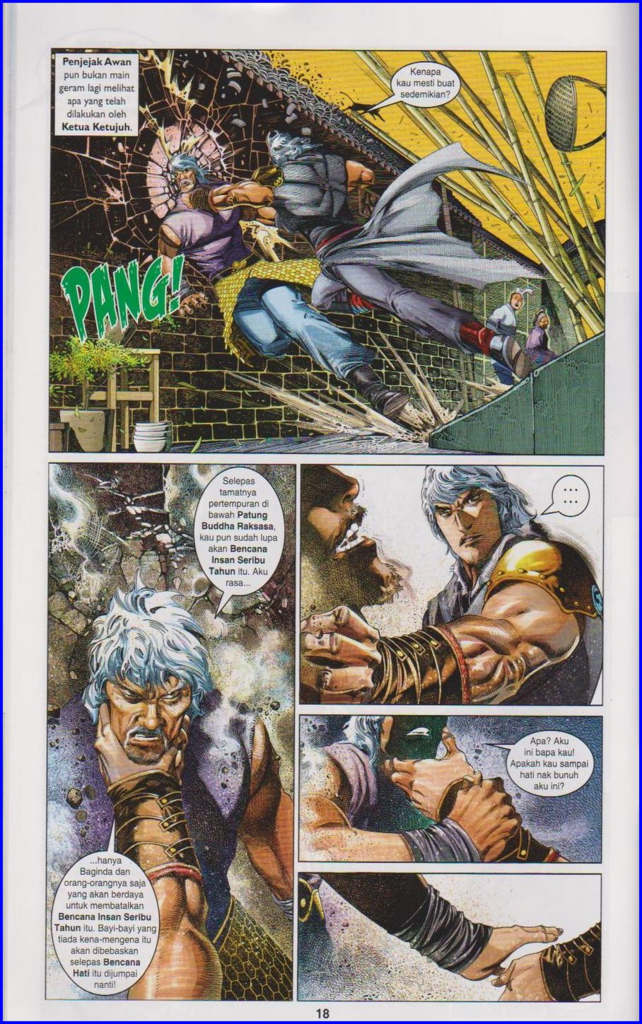 Penjejak Awan
pun bukan main
geram lagi melihat
apa yang telah
dilakukan oleh
Ketua Ketujuh.
Kenapa
kau mesti buat
sedemikian?
PANG!
Selepas
tamatnya
pertempuran di
bawah Patung
Buddha Raksasa,
kau pun sudah lupa
akan Bencana
Insan Seribu
Tahun itu. Aku
rasa...
...hanya
Baginda dan
orang-orangnya saja
yang akan berdaya
untuk membatalkan
Bencana Insan Seribu
Tahun itu. Bayi-bayi yang
tiada kena-mengena itu
akan dibebaskan
selepas Bencana
Hati itu dijumpai
nanti!
...
...
Apa? Aku
ini bapa kau!
Apakah kau sampai
hati nak bunuh
aku ini?
18